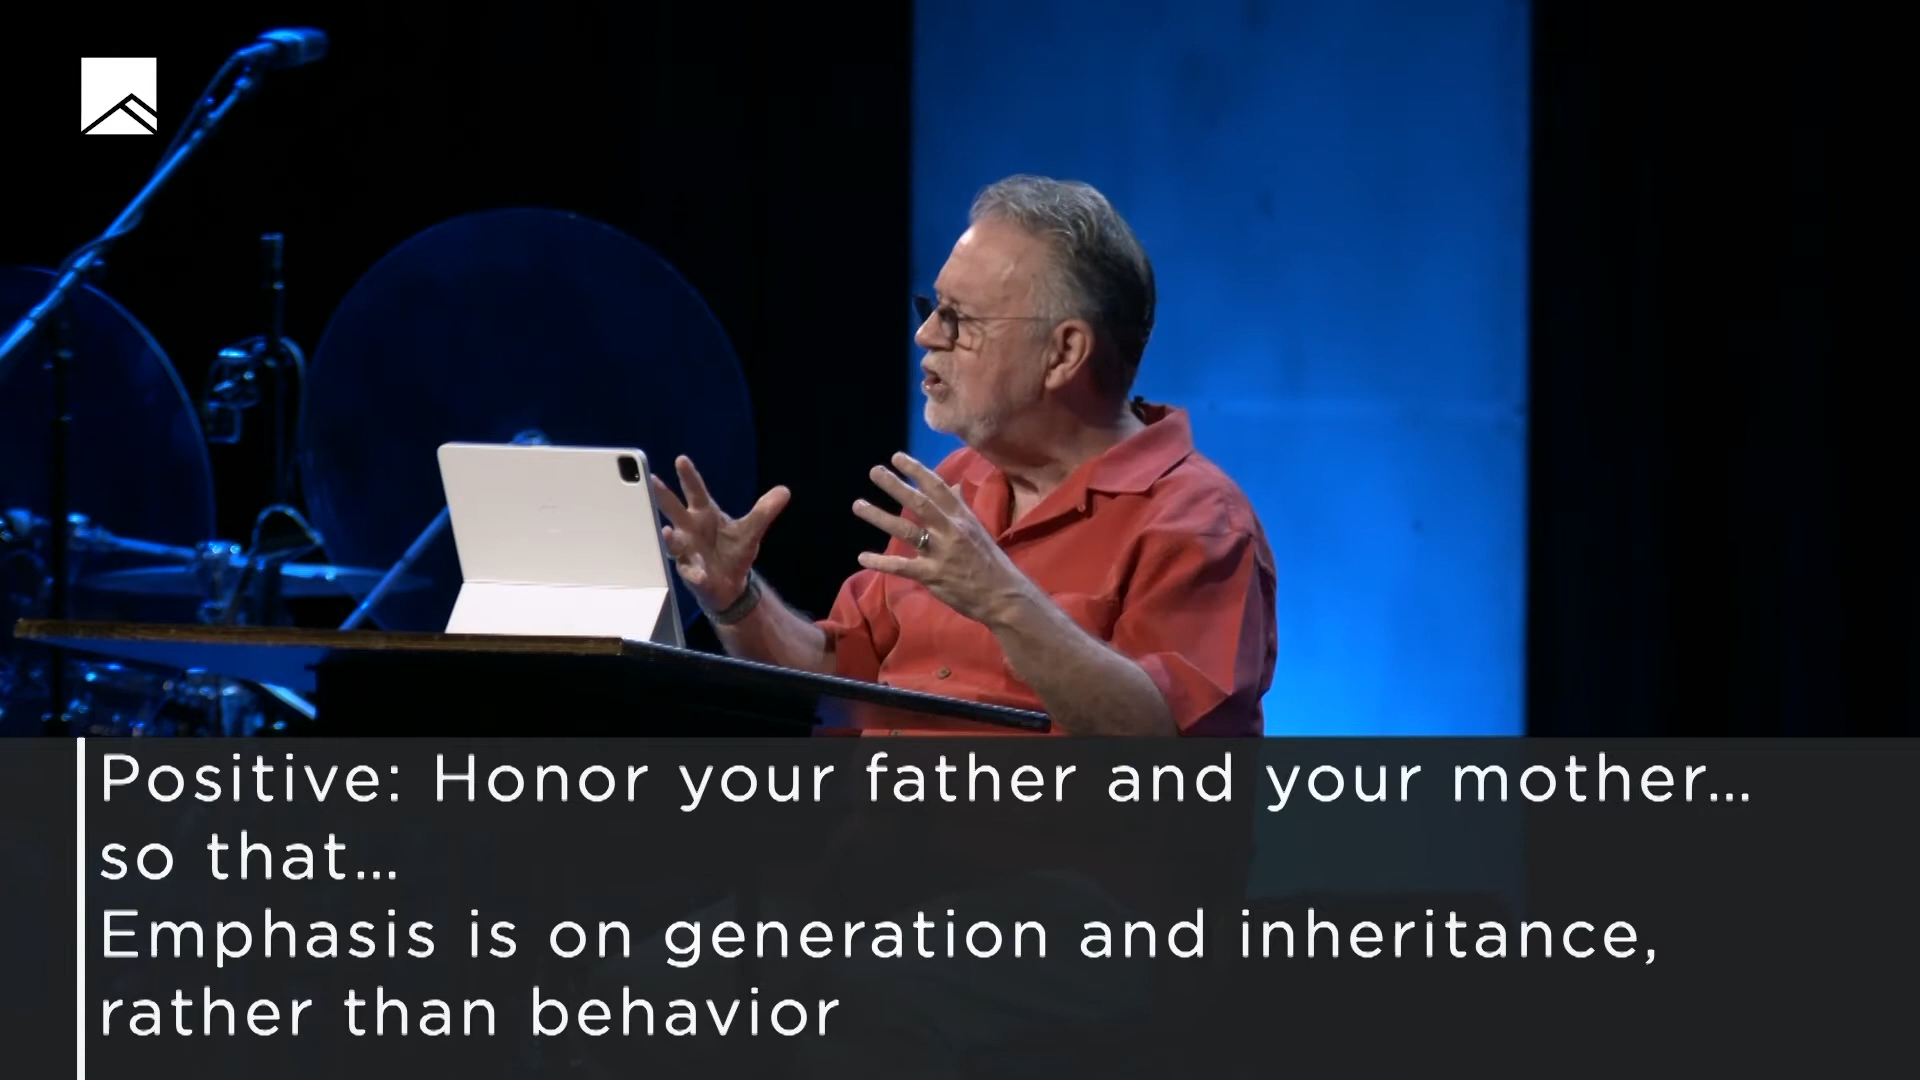 Positive: Honor your father and your mother...
so that...
Emphasis is on generation and inheritance,
rather than behavior